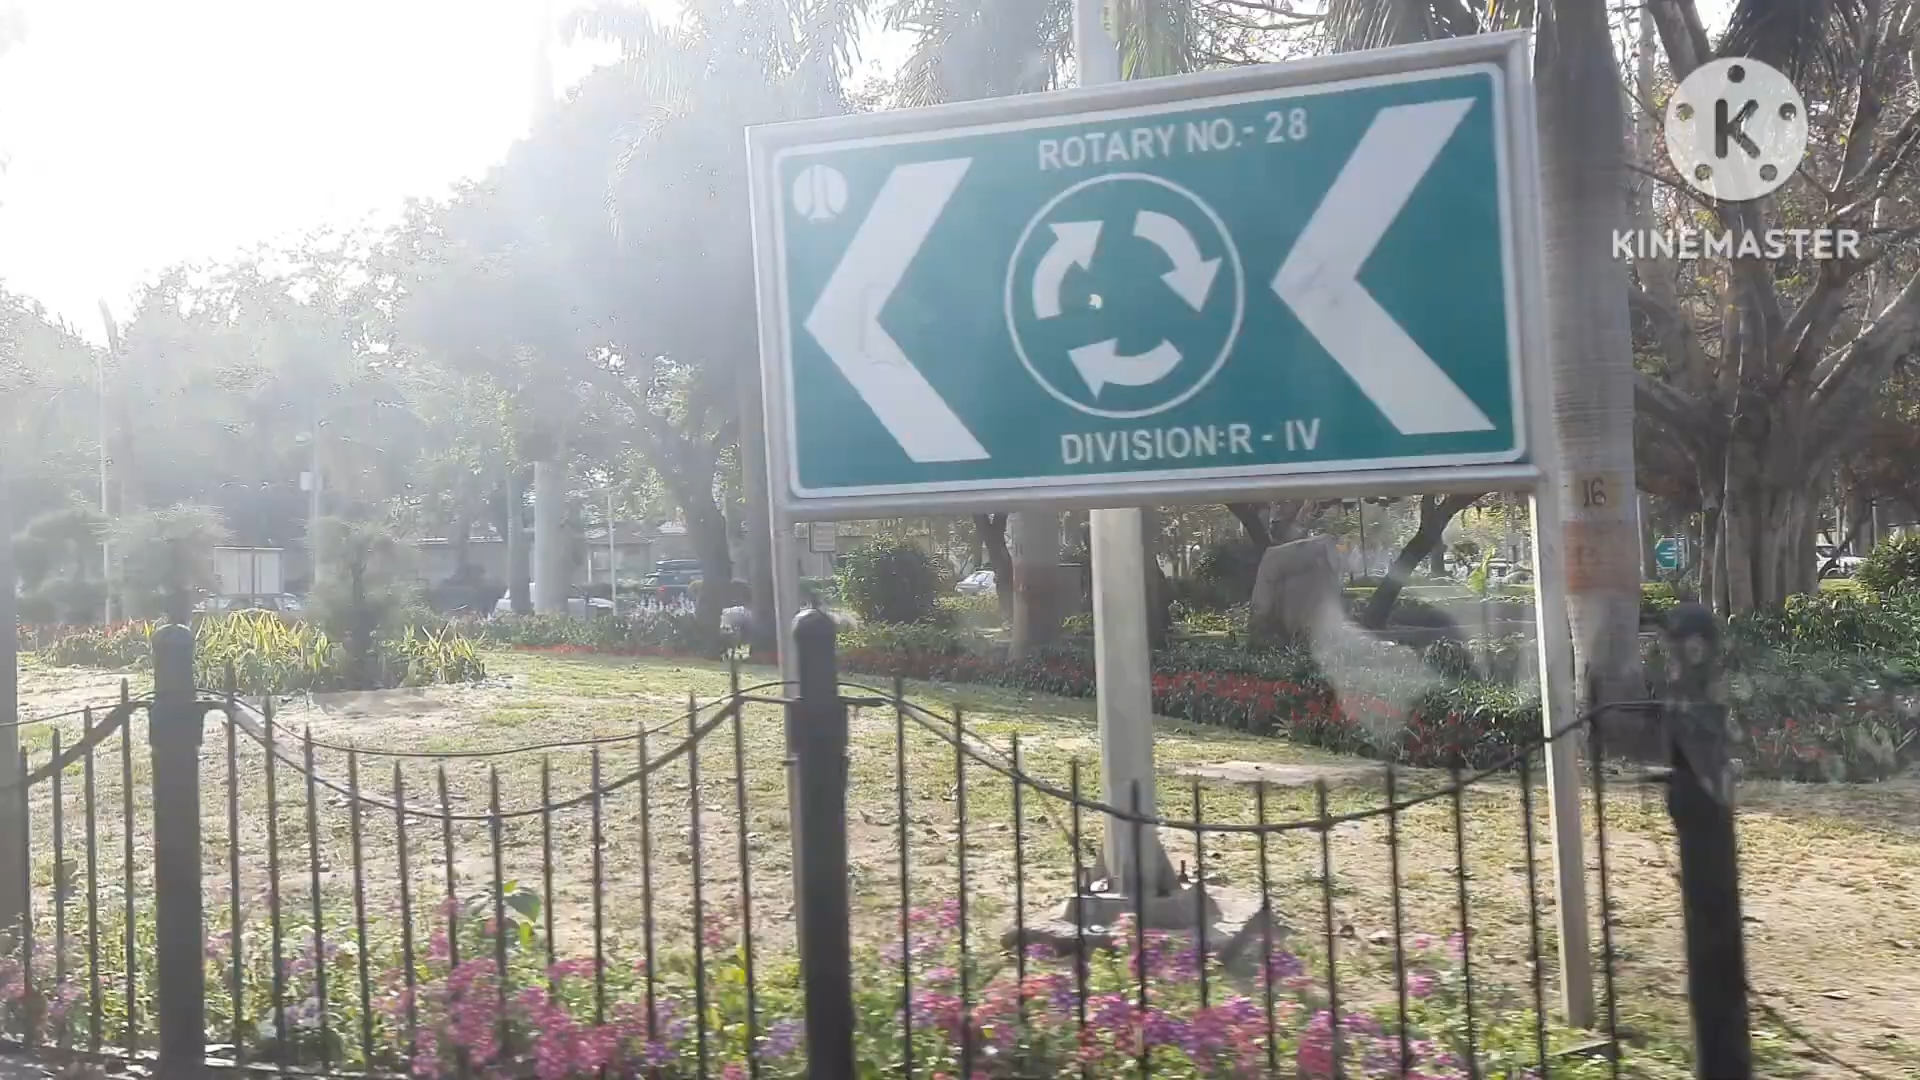 ROTARY NO.- 28
DIVISION:R - IV
K
KINEMASTER
16